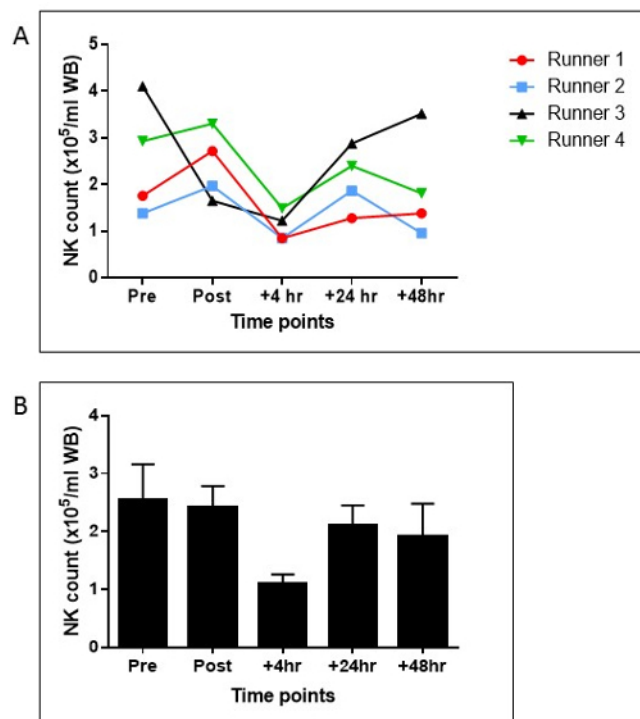 A
NK count (x10⁵/ml WB)
5
4
3
2
1
0
Pre Post +4 hr +24 hr +48hr
Time points
Runner 1
Runner 2
Runner 3
Runner 4
B
NK count (x10⁵/ml WB)
4
3
2
1
0
Pre Post +4hr +24hr +48hr
Time points